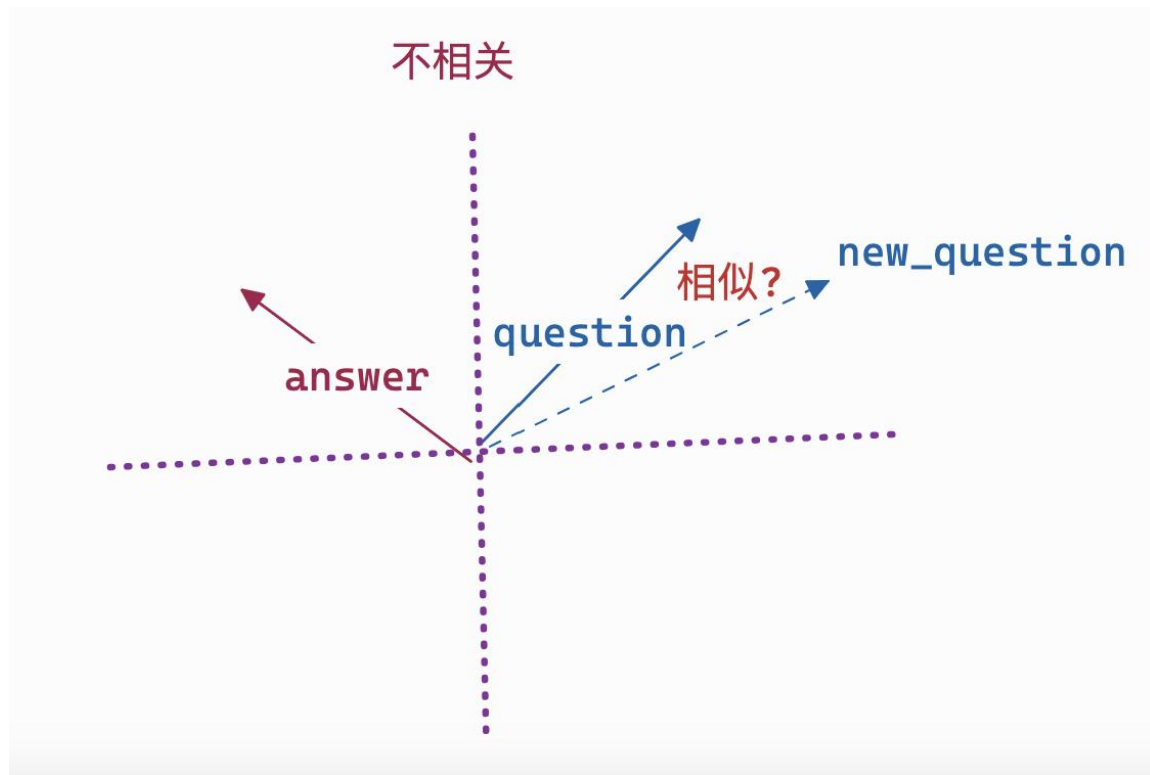 不相关
new_question
相似?
question
answer